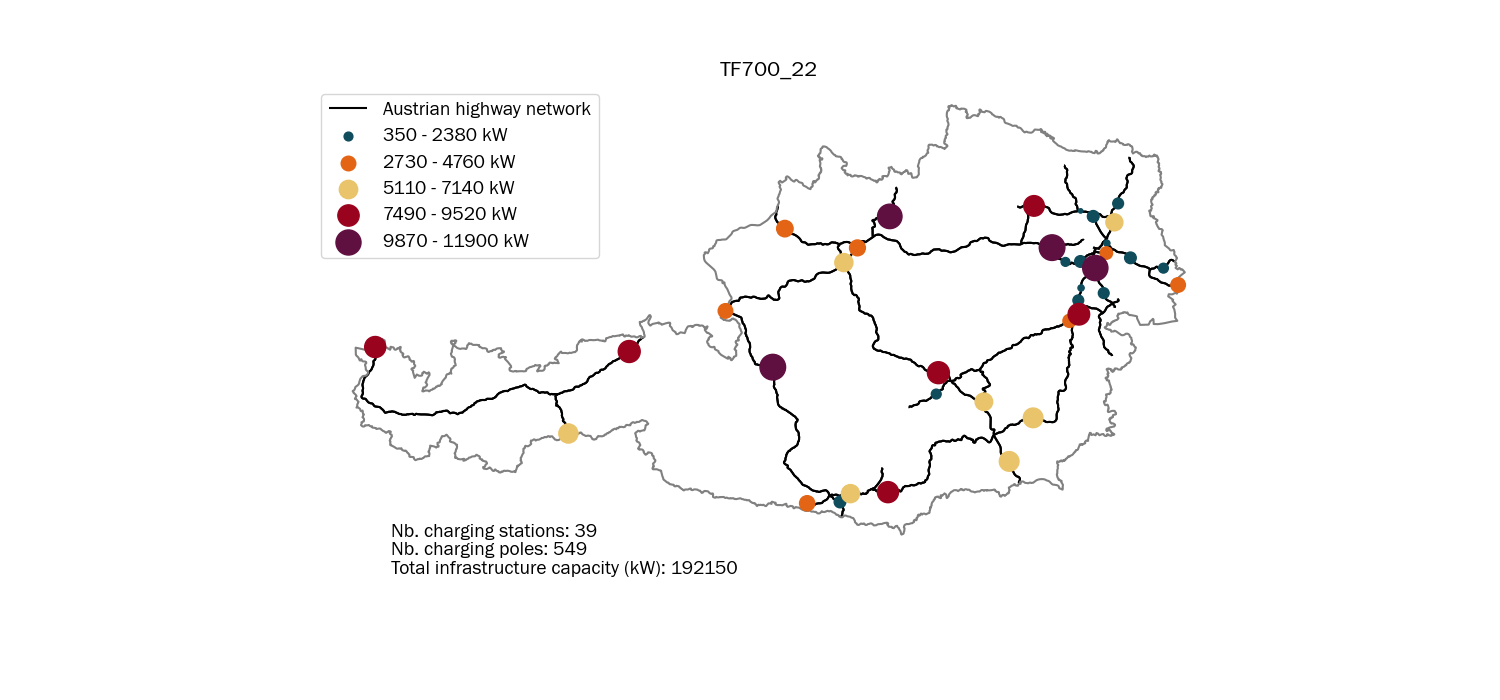 TF700_22
Austrian highway network
350 - 2380 kW
2730 - 4760 kW
5110 - 7140 kW
7490 - 9520 kW
9870 - 11900 kW
Nb. charging stations: 39
Nb. charging poles: 549
Total infrastructure capacity (kW): 192150